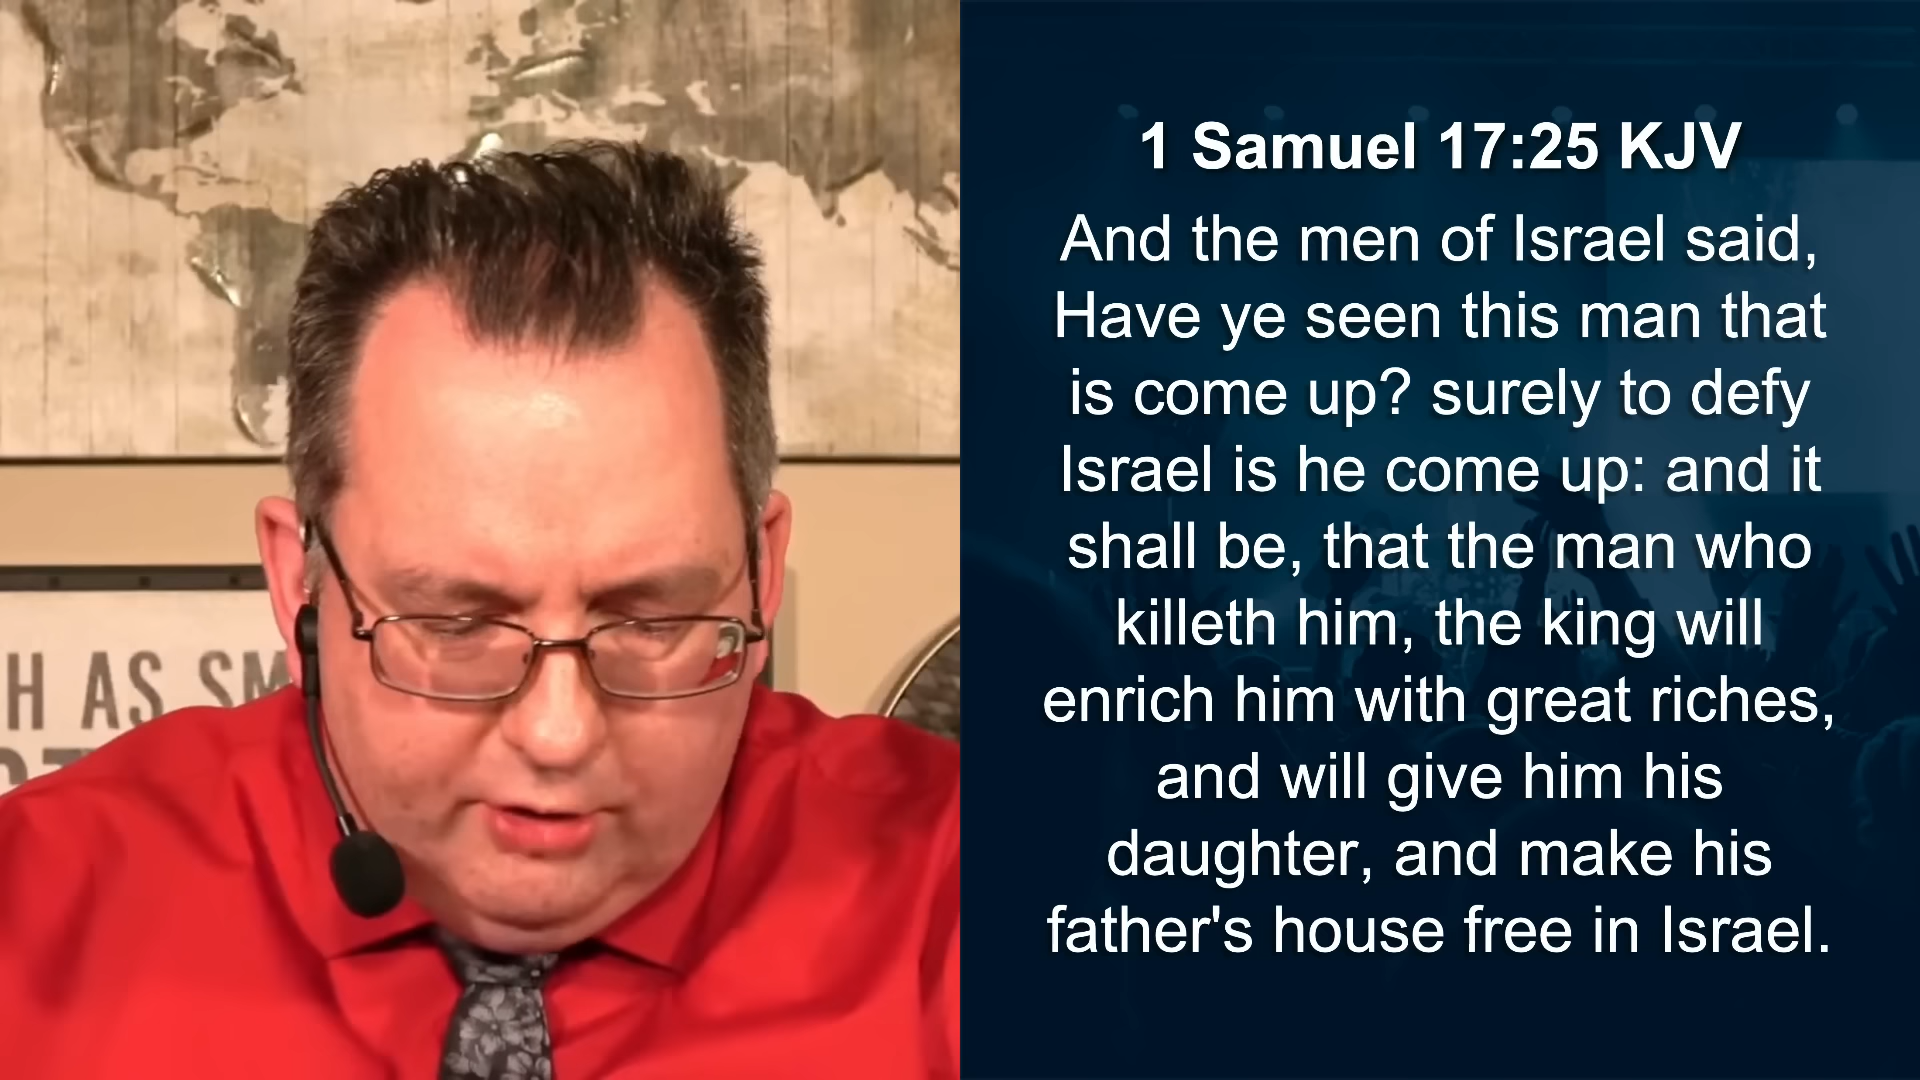 H AS SM
1 Samuel 17:25 KJV
And the men of Israel said,
Have ye seen this man that
is come up? surely to defy
Israel is he come up: and it
shall be, that the man who
killeth him, the king will
enrich him with great riches,
and will give him his
daughter, and make his
father's house free in Israel.